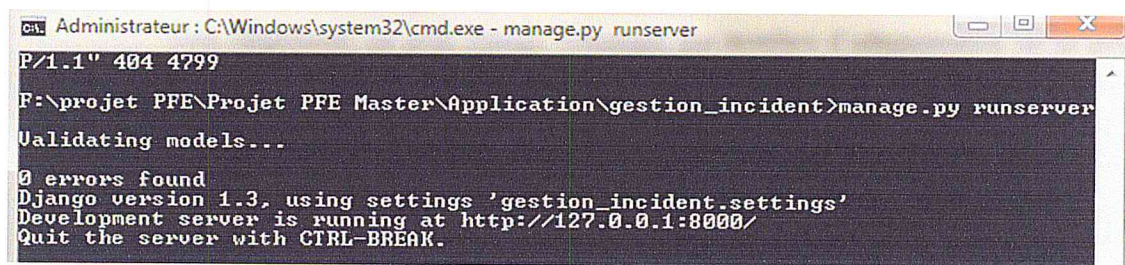 Administrateur : C:\Windows\system32\cmd.exe - manage.py runserver
P/1.1" 404 4799
F:\projet PFE\Projet PFE Master\Application\gestion_incident>manage.py runserver
Validating models...
0 errors found
Django version 1.3, using settings 'gestion_incident.settings'
Development server is running at http://127.0.0.1:8000/
Quit the server with CTRL-BREAK.